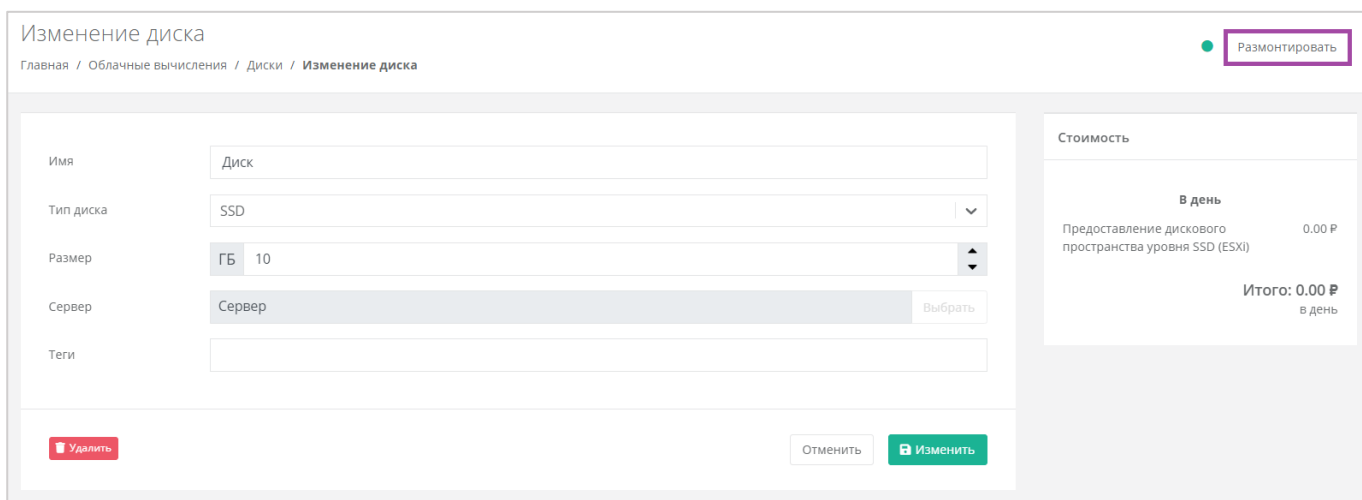 Изменение диска
Главная / Облачные вычисления / Диски / Изменение диска
Размонтировать
Имя
Диск
Тип диска
SSD
Размер
ГБ 10
Сервер
Сервер
Выбрать
Теги
Удалить
Отменить
Изменить
Стоимость
В день
Предоставление дискового 0.00 ₽
пространства уровня SSD (ESXi)
Итого: 0.00 ₽
в день